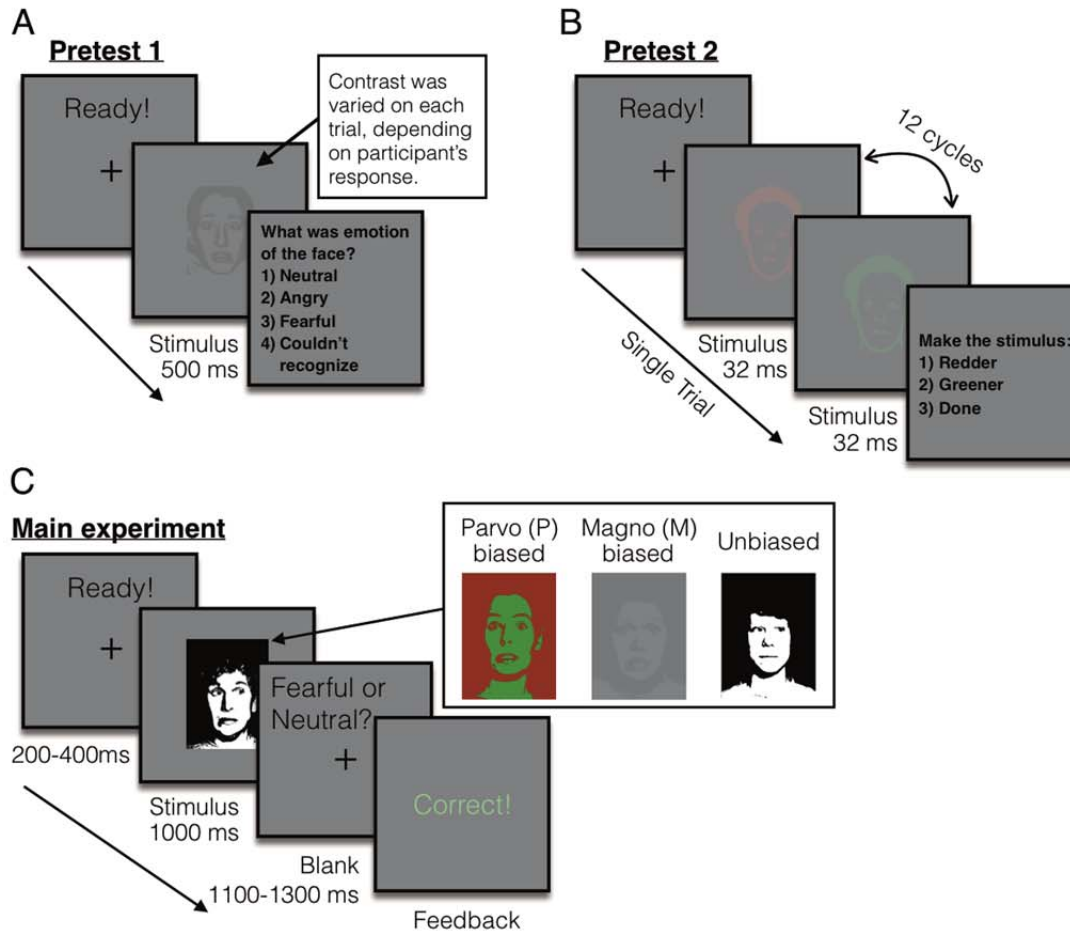 A
Pretest 1
Ready!
+
Contrast was
varied on each
trial, depending
on participant's
response.
What was emotion
of the face?
1) Neutral
2) Angry
3) Fearful
4) Couldn't
recognize
Stimulus
500 ms
B
Pretest 2
Ready!
+
12 cycles
Stimulus
32 ms
Stimulus
32 ms
Single Trial
Make the stimulus:
1) Redder
2) Greener
3) Done
C
Main experiment
Ready!
+
200-400ms
Stimulus
1000 ms
Fearful or
Neutral?
+
Blank
1100-1300 ms
Correct!
Feedback
Parvo (P)
biased
Magno (M)
biased
Unbiased